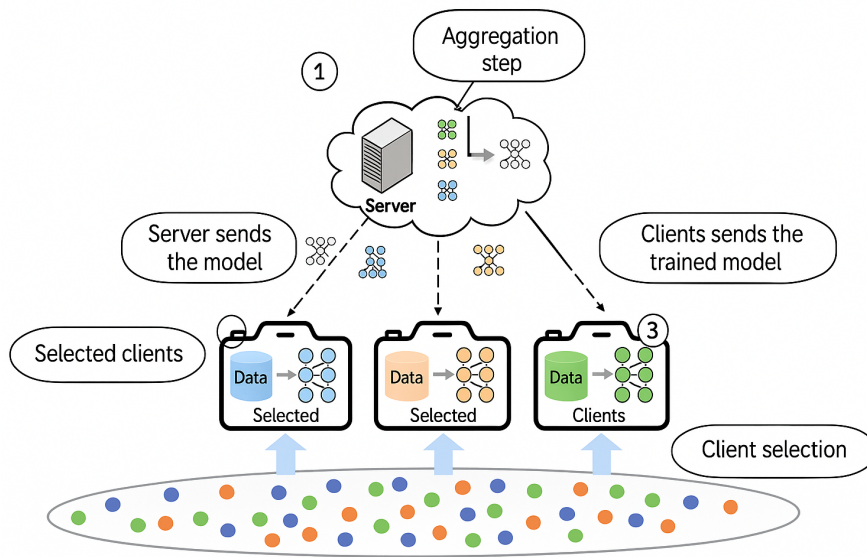 Aggregation
step
1
Server
Server sends
the model
Clients sends the
trained model
3
Selected clients
Data
Selected
Data
Selected
Data
Clients
Client selection